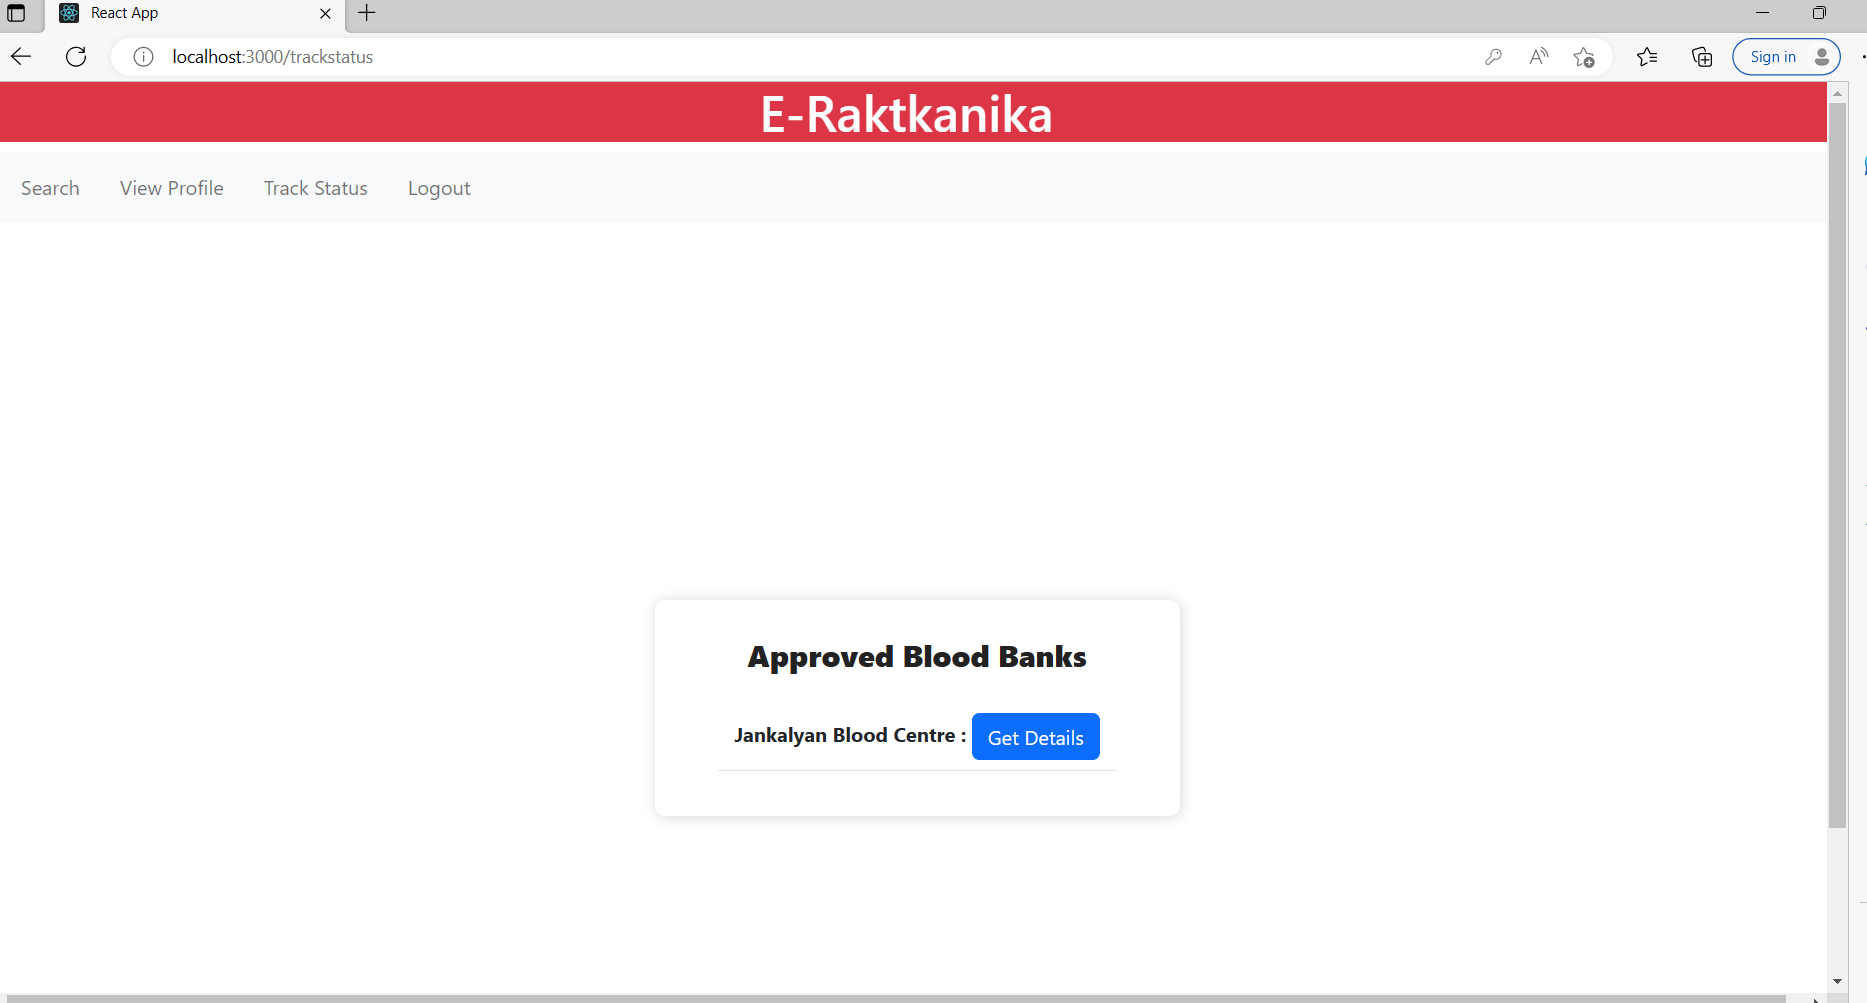 React App
localhost:3000/trackstatus
Sign in
E-Raktkanika
Search View Profile Track Status Logout
Approved Blood Banks
Jankalyan Blood Centre : Get Details